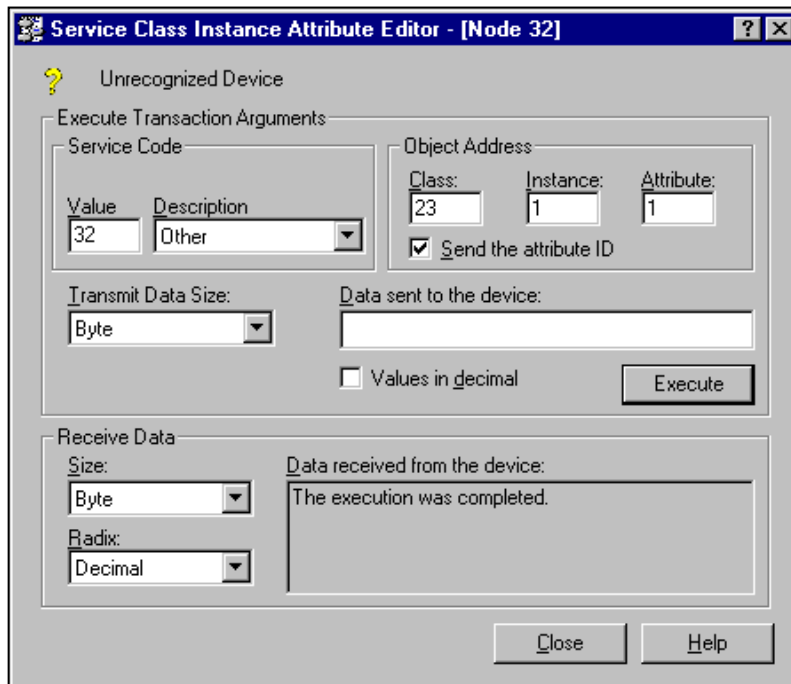 Service Class Instance Attribute Editor - [Node 32]
? Unrecognized Device
Execute Transaction Arguments
Service Code
Value Description
32 Other
Object Address
Class: Instance: Attribute:
23 1 1
Send the attribute ID
Transmit Data Size:
Byte
Data sent to the device:
Values in decimal
Execute
Receive Data
Size:
Byte
Radix:
Decimal
Data received from the device:
The execution was completed.
Close Help